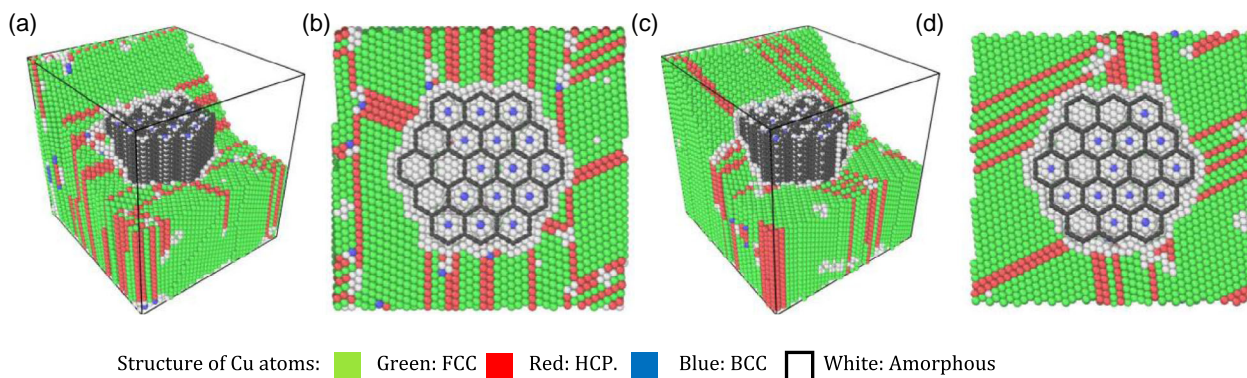 (a) (b) (c) (d)
Structure of Cu atoms: Green: FCC Red: HCP. Blue: BCC White: Amorphous